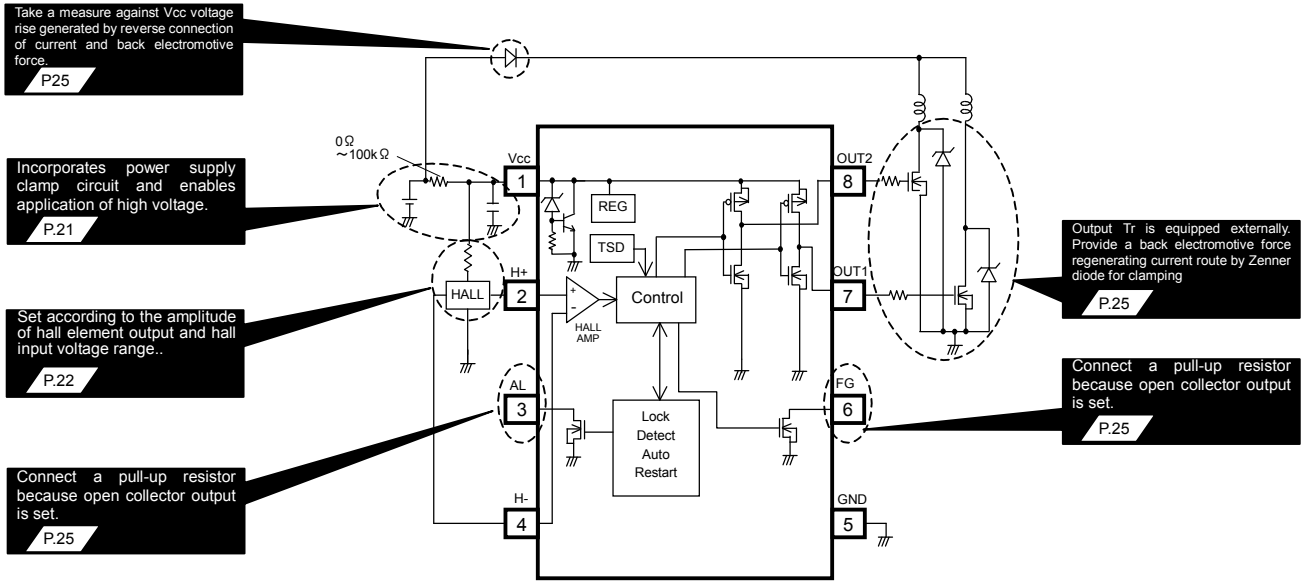 Take a measure against Vcc voltage
rise generated by reverse connection
of current and back electromotive
force.
P25
Incorporates power supply
clamp circuit and enables
application of high voltage.
P.21
Set according to the amplitude
of hall element output and hall
input voltage range..
P.22
Connect a pull-up resistor
because open collector output
is set.
P.25
0Ω
~100kΩ
HALL
Vcc
1
H+
2
AL
3
H-
4
REG
TSD
+
-
HALL
AMP
Control
Lock
Detect
Auto
Restart
OUT2
8
OUT1
7
FG
6
GND
5
Output Tr is equipped externally.
Provide a back electromotive force
regenerating current route by Zenner
diode for clamping
P.25
Connect a pull-up resistor
because open collector output
is set.
P.25